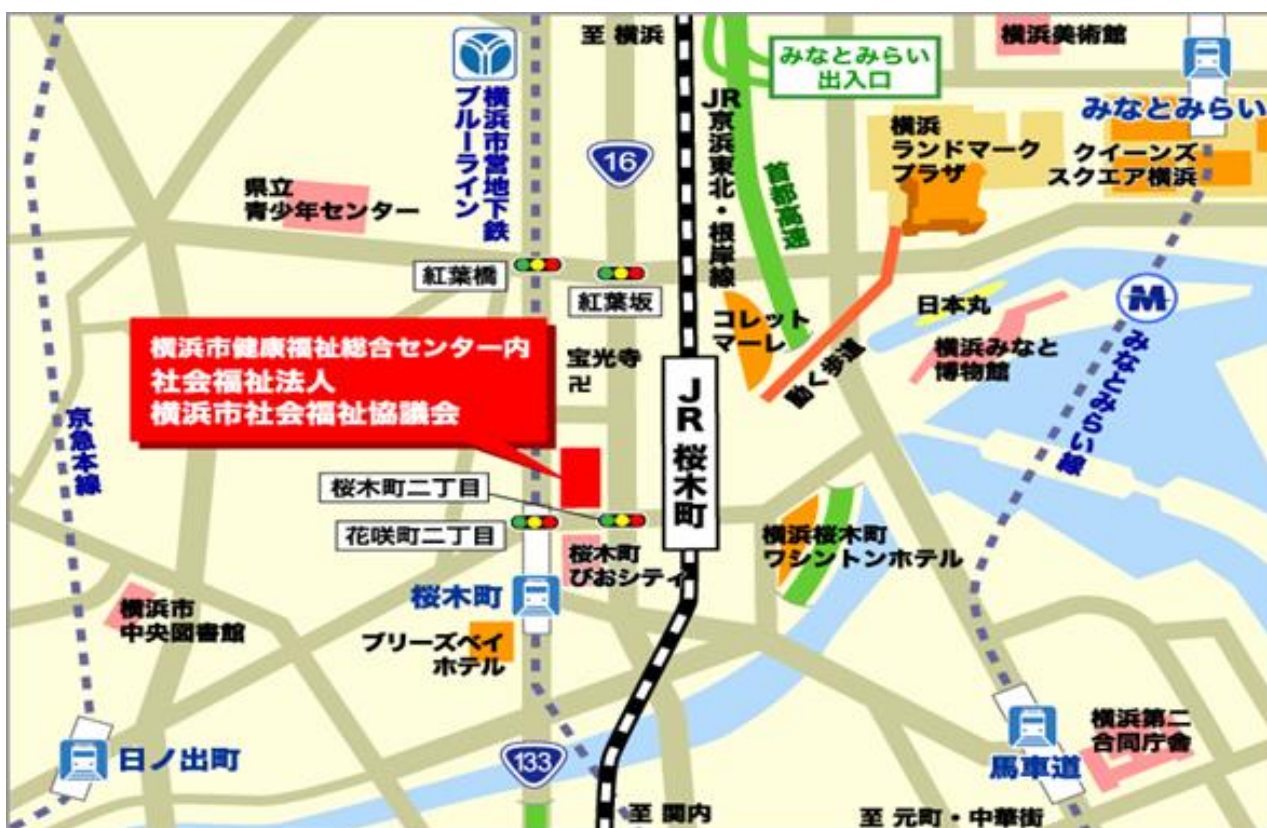 至 横浜
横浜美術館
みなとみらい
出入口
みなとみらい
横浜市営地下鉄
ブルーライン
16
JR京浜東北・根岸線
首都高速
横浜
ランドマーク
プラザ
クイーンズ
スクエア横浜
県立
青少年センター
紅葉橋
紅葉坂
コレット
マーレ
日本丸
横浜みなと
博物館
動く歩道
M
みなとみらい線
横浜市健康福祉総合センター内
社会福祉法人
横浜市社会福祉協議会
宝光寺
卍
JR桜木町
京急本線
桜木町二丁目
花咲町二丁目
桜木町
ぴおシティ
横浜桜木町
ワシントンホテル
桜木町
横浜市
中央図書館
ブリーズベイ
ホテル
日ノ出町
133
馬車道
横浜第二
合同庁舎
至 関内
至 元町・中華街